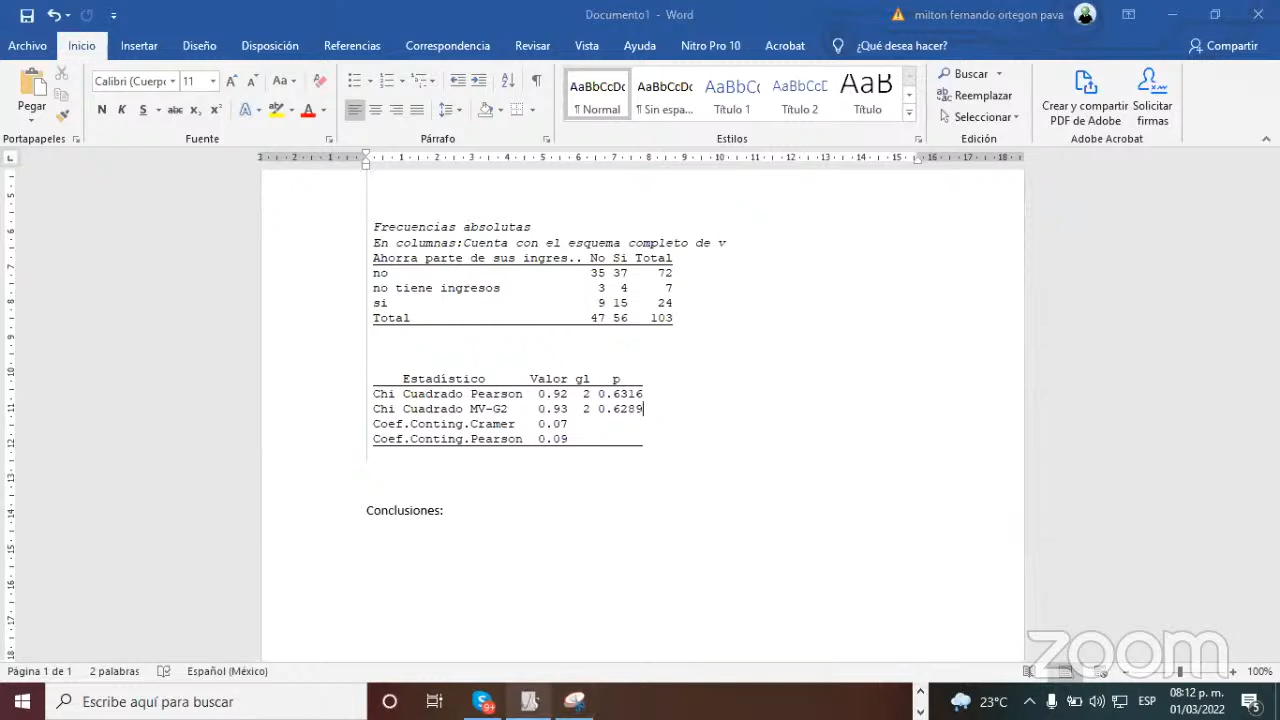 Documento1 - Word
milton fernando ortegon pava
Archivo Inicio Insertar Diseño Disposición Referencias Correspondencia Revisar Vista Ayuda Nitro Pro 10 Acrobat ¿Qué desea hacer? Compartir
Calibri (Cuerpo 11
Pegar
N K S abc x₂ x²
AaBbCcDc AaBbCcDc AaBbCc AaBbCcD AaB
¶ Normal ¶ Sin espa... Título 1 Título 2 Título
Buscar
Reemplazar
Seleccionar
Crear y compartir PDF de Adobe
Solicitar firmas
Portapapeles Fuente Párrafo Estilos Edición Adobe Acrobat
Frecuencias absolutas
En columnas:Cuenta con el esquema completo de v
Ahorra parte de sus ingres.. No Si Total
no 35 37 72
no tiene ingresos 3 4 7
si 9 15 24
Total 47 56 103
Estadístico Valor gl p
Chi Cuadrado Pearson 0.92 2 0.6316
Chi Cuadrado MV-G2 0.93 2 0.6289
Coef.Conting.Cramer 0.07
Coef.Conting.Pearson 0.09
Conclusiones:
zoom
Página 1 de 1 2 palabras Español (México) 100%
Escribe aquí para buscar 23°C ESP 08:12 p. m.
01/03/2022